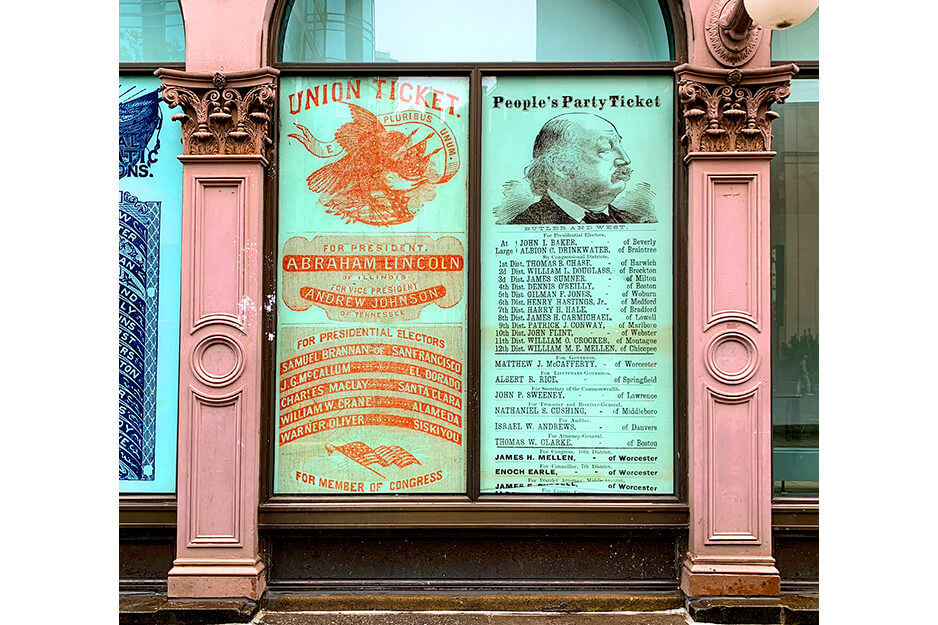 TIC
NS.
UNION TICKET.
E PLURIBUS UNUM.
FOR PRESIDENT,
ABRAHAM LINCOLN
OF ILLINOIS
FOR VICE PRESIDENT
ANDREW JOHNSON.
OF TENNESSEE
FOR PRESIDENTIAL ELECTORS
SAMUEL BRANNAN OF SANFRANCISCO
J.G.McCALLUM EL DORADO
CHARLES MACLAY SANTA CLARA
WILLIAM W. CRANE ALAMEDA
WARNER OLIVER SISKIYOU
FOR MEMBER OF CONGRESS
People's Party Ticket
BUTLER AND WEST.
For Presidential Electors.
At Large { JOHN I. BAKER, - of Beverly
ALBION C. DRINKWATER, - of Braintree
By Congressional Districts.
1st Dist. THOMAS B. CHASE, - of Harwich
2d Dist. WILLIAM L. DOUGLASS, - of Brockton
3d Dist. JAMES SUMNER, - of Milton
4th Dist. DENNIS O'REILLY, - of Boston
5th Dist. GILMAN F. JONES, - of Woburn
6th Dist. HENRY HASTINGS, Jr., - of Medford
7th Dist. HARRY H. HALE, - of Bradford
8th Dist. JAMES H. CARMICHAEL, - of Lowell
9th Dist. PATRICK J. CONWAY, - of Marlboro
10th Dist. JOHN FLINT, - of Webster
11th Dist. WILLIAM O. CROCKER, - of Montague
12th Dist. WILLIAM M. E. MELLEN, - of Chicopee
For Governor,
MATTHEW J. McCAFFERTY, - of Worcester
For Lieutenant-Governor,
ALBERT R. RICE, - of Springfield
For Secretary of the Commonwealth,
JOHN P. SWEENEY, - of Lawrence
For Treasurer and Receiver-General,
NATHANIEL S. CUSHING, - of Middleboro
For Auditor,
ISRAEL W. ANDREWS, - of Danvers
For Attorney-General,
THOMAS W. CLARKE, - of Boston
For Congress, 10th District,
JAMES H. MELLEN, - of Worcester
For Councillor, 7th District,
ENOCH EARLE, - of Worcester
For District Attorney, Middle District,
of Worcester